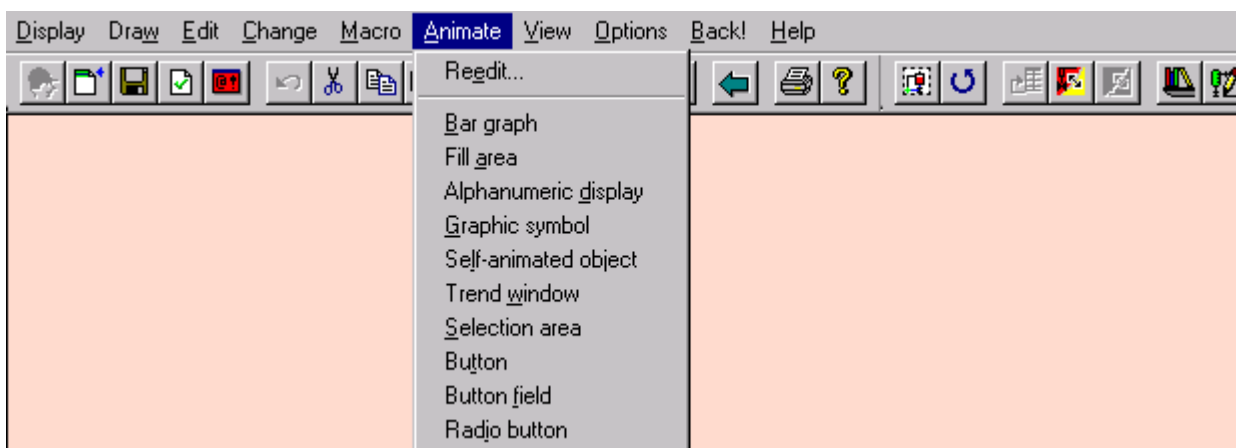 Display Draw Edit Change Macro Animate View Options Back! Help
Reedit...
Bar graph
Fill area
Alphanumeric display
Graphic symbol
Self-animated object
Trend window
Selection area
Button
Button field
Radio button